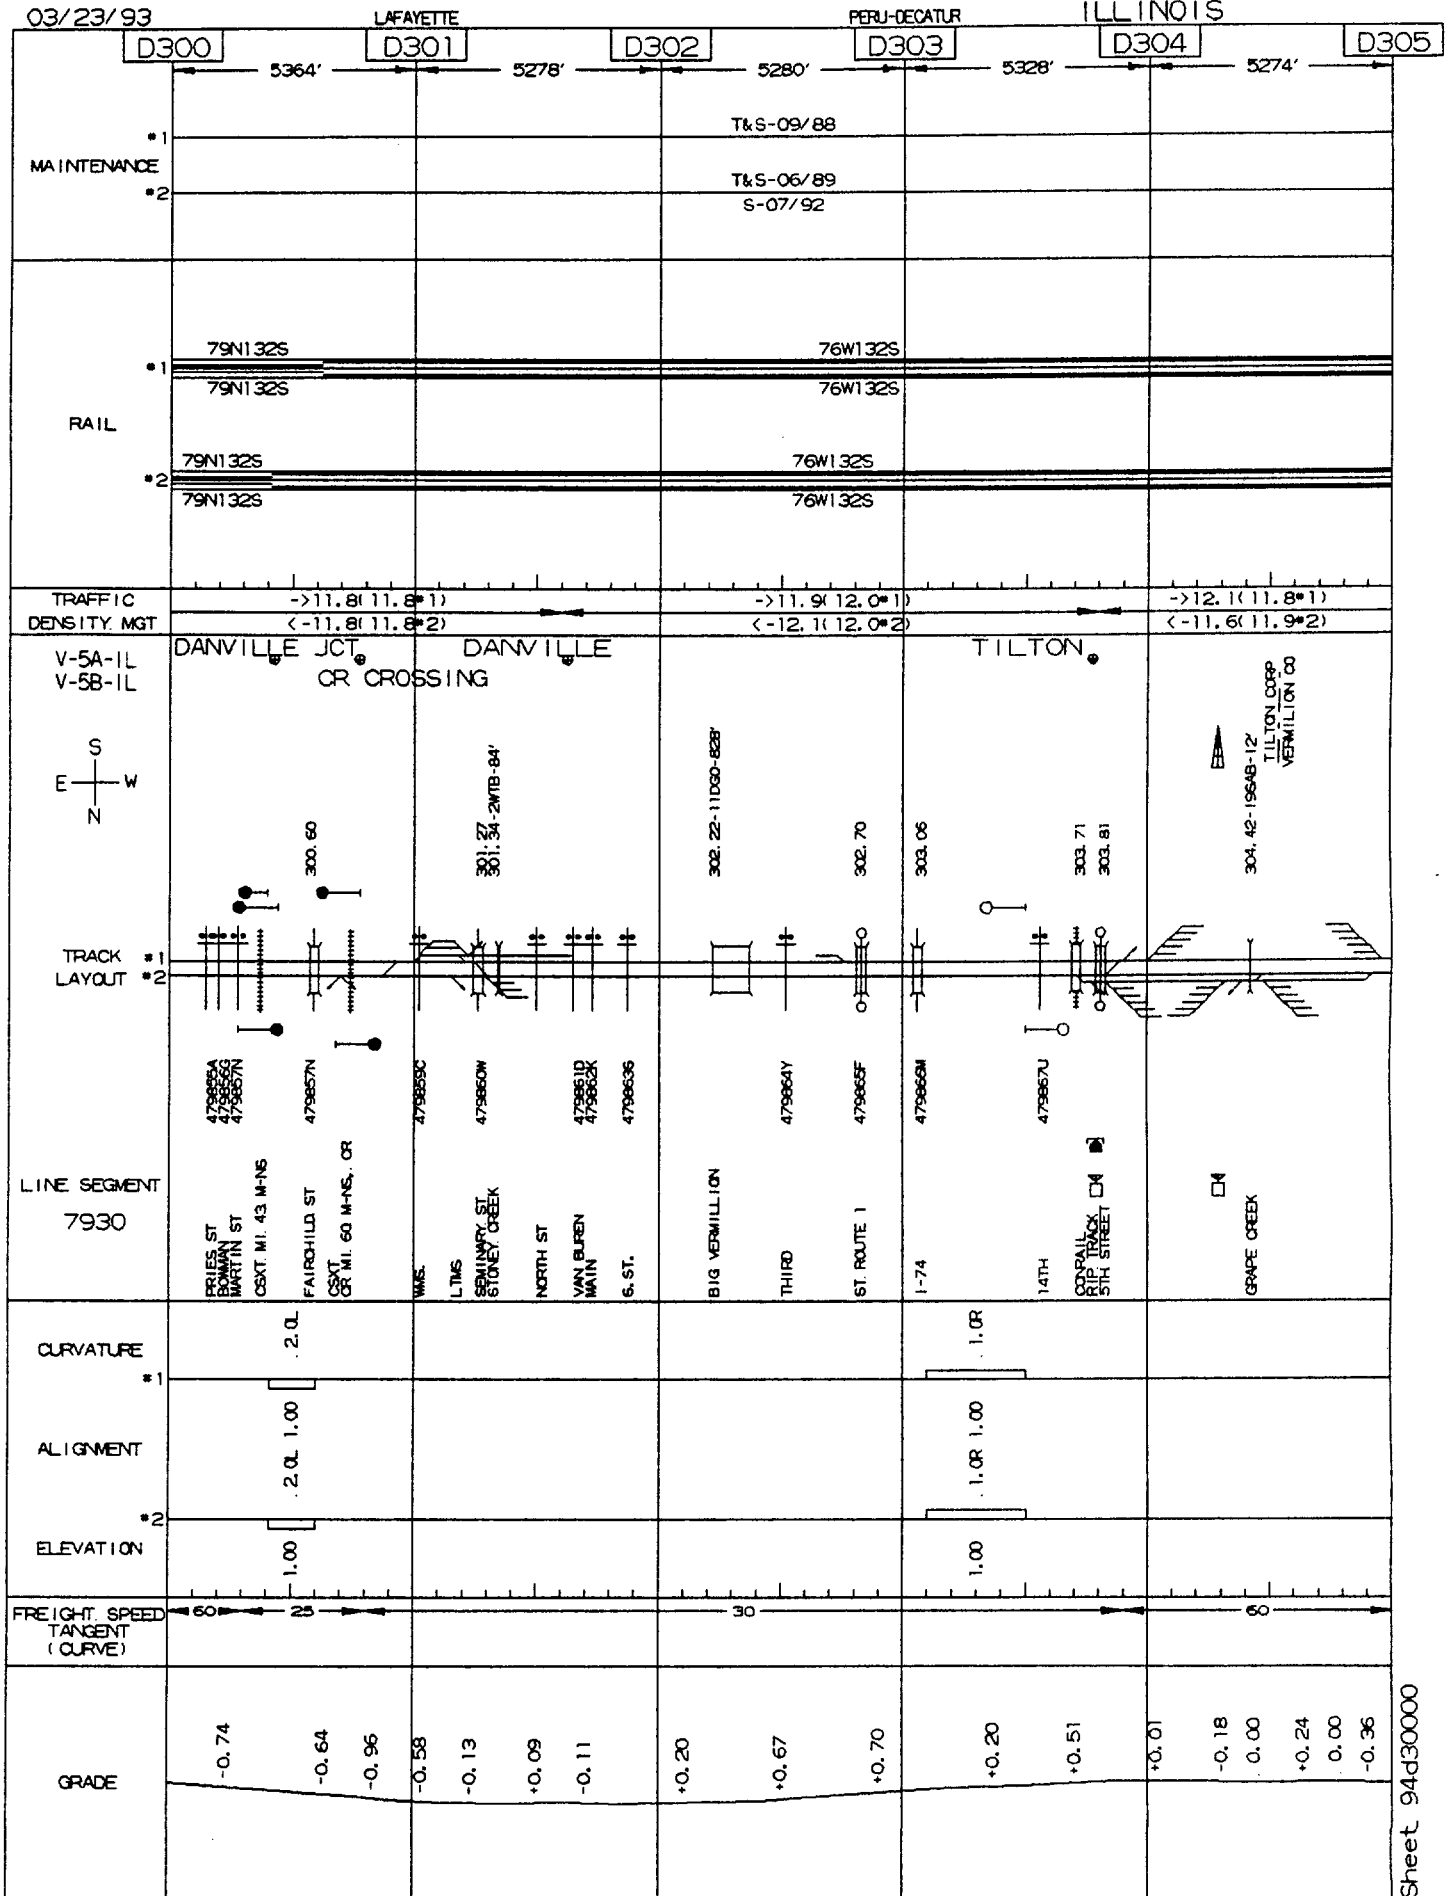 03/23/93 LAFAYETTE PERU-DECATUR ILLINOIS
D300 D301 D302 D303 D304 D305
5364' 5278' 5280' 5328' 5274'
MAINTENANCE
#1 T&S-09/88
#2 T&S-06/89
S-07/92
RAIL
#1 79N132S 76W132S
79N132S 76W132S
#2 79N132S 76W132S
79N132S 76W132S
TRAFFIC ->11.8(11.8#1) ->11.9(12.0#1) ->12.1(11.8#1)
DENSITY. MGT <-11.8(11.8#2) <-12.1(12.0#2) <-11.6(11.9#2)
V-5A-IL DANVILLE JCT. DANVILLE TILTON
V-5B-IL CR CROSSING
S
E W
N
300.60
301.27
301.34-2WTB-84'
302.22-11DGO-828'
302.70
303.06
303.71
303.81
304.42-196AB-12'
TILTON CORP
VERMILION CO
TRACK #1
LAYOUT #2
479855A
479856G
479857N
479857N
479859C
479860W
479861D
479862K
479863G
479864Y
479865F
479866M
479867U
LINE SEGMENT
7930
PRIES. ST
BOWMAN
MARTIN ST
CSXT. MI. 43. M-NS
FAIRCHILD. ST
CSXT
CR MI. 60. M-NS,. CR
WMS.
LTMS
SEMINARY. ST
STONEY. CREEK
NORTH ST
VAN BUREN
MAIN
G. ST.
BIG VERMILLION
THIRD
ST. ROUTE 1
I-74
14TH
CONRAIL
RIP. TRACK
5TH STREET
GRAPE CREEK
CURVATURE .2.0L .1.0R
#1
ALIGNMENT .2.0L 1.00 .1.0R 1.00
#2
ELEVATION 1.00 1.00
FREIGHT. SPEED 60 25 30 60
TANGENT
(CURVE)
GRADE
-0.74 -0.64 -0.96 -0.58 -0.13 +0.09 -0.11 +0.20 +0.67 +0.70 +0.20 +0.51 +0.01 -0.18 0.00 +0.24 0.00 -0.36
Sheet 94d30000